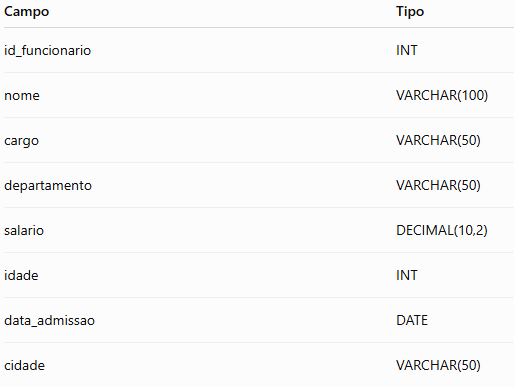 Campo Tipo
id_funcionario INT
nome VARCHAR(100)
cargo VARCHAR(50)
departamento VARCHAR(50)
salario DECIMAL(10,2)
idade INT
data_admissao DATE
cidade VARCHAR(50)